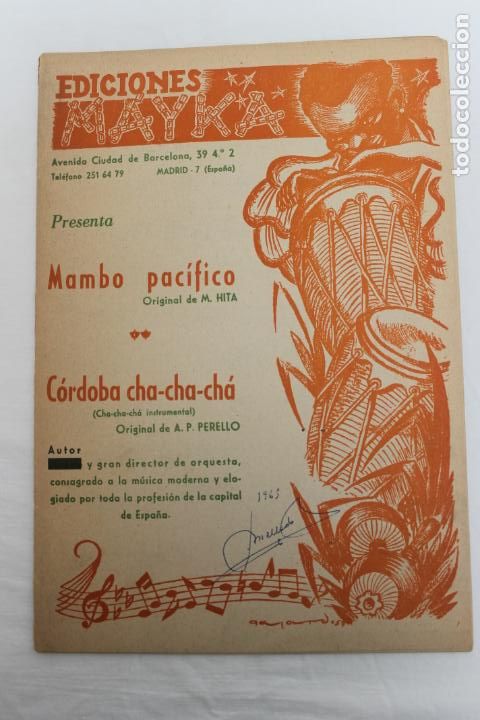 EDICIONES
MAYKA
Avenida Ciudad de Barcelona, 39 4.º 2
Teléfono 251 64 79 MADRID - 7 (España)
Presenta
Mambo pacífico
Original de M. HITA
Córdoba cha-cha-chá
(Cha-cha-chá instrumental)
Original de A. P. PERELLO
Autor
y gran director de orquesta,
consagrado a la música moderna y elo-
giado por toda la profesión de la capital
de España.
1965
todocoleccion